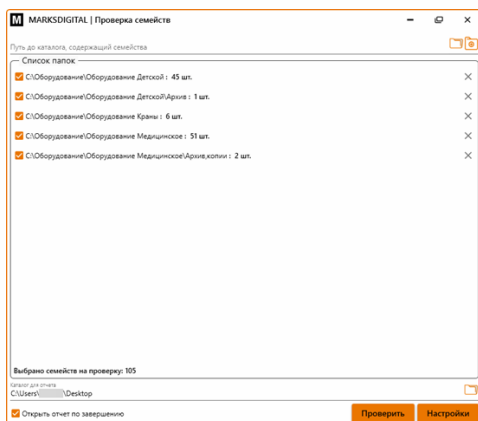 M MARKSDIGITAL | Проверка семейств
Путь до каталога, содержащий семейства
Список папок
C:\Оборудование\Оборудование Детской : 45 шт.
C:\Оборудование\Оборудование Детской\Архив : 1 шт.
C:\Оборудование\Оборудование Краны : 6 шт.
C:\Оборудование\Оборудование Медицинское : 51 шт.
C:\Оборудование\Оборудование Медицинское\Архив,копии : 2 шт.
Выбрано семейств на проверку: 105
Каталог для отчета
C:\Users\ \Desktop
Открыть отчет по завершению
Проверить Настройки